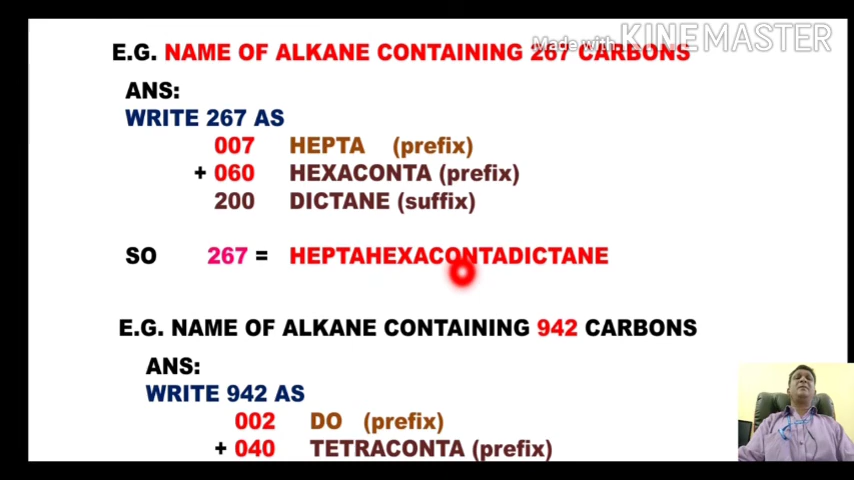 Made with KINEMASTER
E.G. NAME OF ALKANE CONTAINING 267 CARBONS
ANS:
WRITE 267 AS
007 HEPTA (prefix)
+ 060 HEXACONTA (prefix)
200 DICTANE (suffix)
SO 267 = HEPTAHEXACONTADICTANE
E.G. NAME OF ALKANE CONTAINING 942 CARBONS
ANS:
WRITE 942 AS
002 DO (prefix)
+ 040 TETRACONTA (prefix)